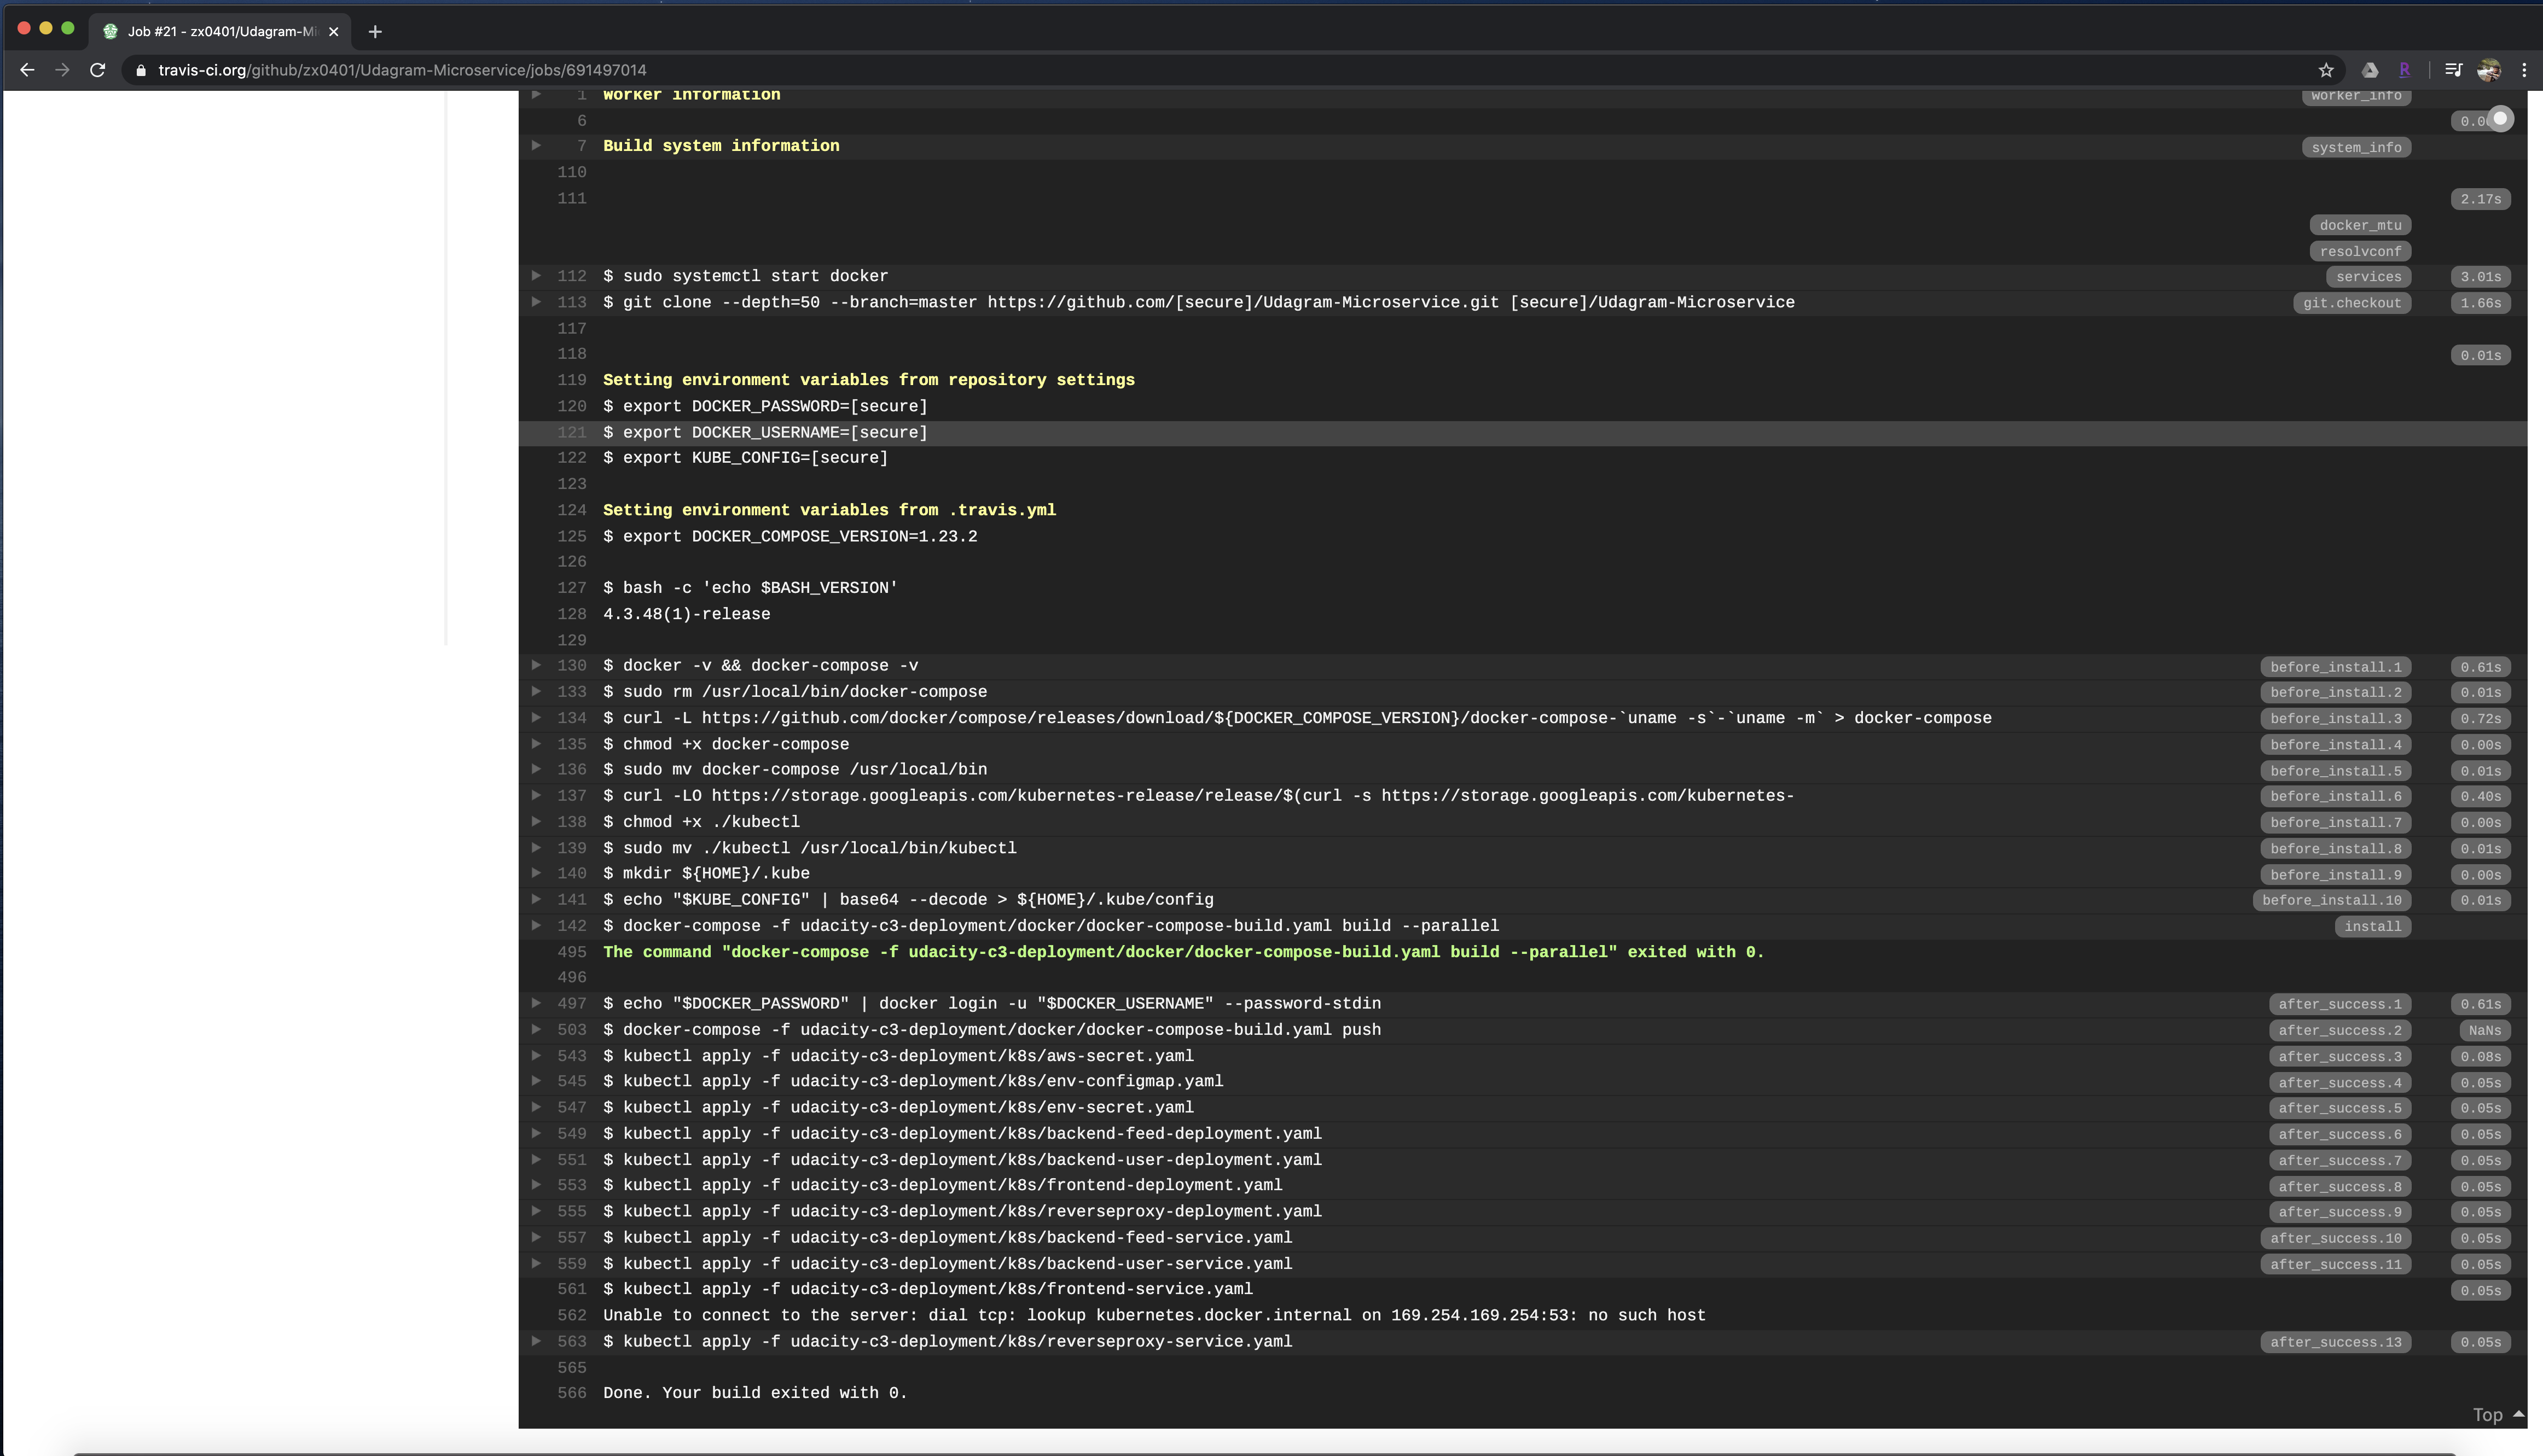 Job #21 - zx0401/Udagram-Mi
travis-ci.org/github/zx0401/Udagram-Microservice/jobs/691497014
1 Worker information worker_info
6
7 Build system information system_info
110
111 2.17s
docker_mtu
resolvconf
112 $ sudo systemctl start docker services 3.01s
113 $ git clone --depth=50 --branch=master https://github.com/[secure]/Udagram-Microservice.git [secure]/Udagram-Microservice git.checkout 1.66s
117
118 0.01s
119 Setting environment variables from repository settings
120 $ export DOCKER_PASSWORD=[secure]
121 $ export DOCKER_USERNAME=[secure]
122 $ export KUBE_CONFIG=[secure]
123
124 Setting environment variables from .travis.yml
125 $ export DOCKER_COMPOSE_VERSION=1.23.2
126
127 $ bash -c 'echo $BASH_VERSION'
128 4.3.48(1)-release
129
130 $ docker -v && docker-compose -v before_install.1 0.61s
133 $ sudo rm /usr/local/bin/docker-compose before_install.2 0.01s
134 $ curl -L https://github.com/docker/compose/releases/download/${DOCKER_COMPOSE_VERSION}/docker-compose-`uname -s`-`uname -m` > docker-compose before_install.3 0.72s
135 $ chmod +x docker-compose before_install.4 0.00s
136 $ sudo mv docker-compose /usr/local/bin before_install.5 0.01s
137 $ curl -LO https://storage.googleapis.com/kubernetes-release/release/$(curl -s https://storage.googleapis.com/kubernetes- before_install.6 0.40s
138 $ chmod +x ./kubectl before_install.7 0.00s
139 $ sudo mv ./kubectl /usr/local/bin/kubectl before_install.8 0.01s
140 $ mkdir ${HOME}/.kube before_install.9 0.00s
141 $ echo "$KUBE_CONFIG" | base64 --decode > ${HOME}/.kube/config before_install.10 0.01s
142 $ docker-compose -f udacity-c3-deployment/docker/docker-compose-build.yaml build --parallel install
495 The command "docker-compose -f udacity-c3-deployment/docker/docker-compose-build.yaml build --parallel" exited with 0.
496
497 $ echo "$DOCKER_PASSWORD" | docker login -u "$DOCKER_USERNAME" --password-stdin after_success.1 0.61s
503 $ docker-compose -f udacity-c3-deployment/docker/docker-compose-build.yaml push after_success.2 NaNs
543 $ kubectl apply -f udacity-c3-deployment/k8s/aws-secret.yaml after_success.3 0.08s
545 $ kubectl apply -f udacity-c3-deployment/k8s/env-configmap.yaml after_success.4 0.05s
547 $ kubectl apply -f udacity-c3-deployment/k8s/env-secret.yaml after_success.5 0.05s
549 $ kubectl apply -f udacity-c3-deployment/k8s/backend-feed-deployment.yaml after_success.6 0.05s
551 $ kubectl apply -f udacity-c3-deployment/k8s/backend-user-deployment.yaml after_success.7 0.05s
553 $ kubectl apply -f udacity-c3-deployment/k8s/frontend-deployment.yaml after_success.8 0.05s
555 $ kubectl apply -f udacity-c3-deployment/k8s/reverseproxy-deployment.yaml after_success.9 0.05s
557 $ kubectl apply -f udacity-c3-deployment/k8s/backend-feed-service.yaml after_success.10 0.05s
559 $ kubectl apply -f udacity-c3-deployment/k8s/backend-user-service.yaml after_success.11 0.05s
561 $ kubectl apply -f udacity-c3-deployment/k8s/frontend-service.yaml 0.05s
562 Unable to connect to the server: dial tcp: lookup kubernetes.docker.internal on 169.254.169.254:53: no such host
563 $ kubectl apply -f udacity-c3-deployment/k8s/reverseproxy-service.yaml after_success.13 0.05s
565
566 Done. Your build exited with 0.
Top